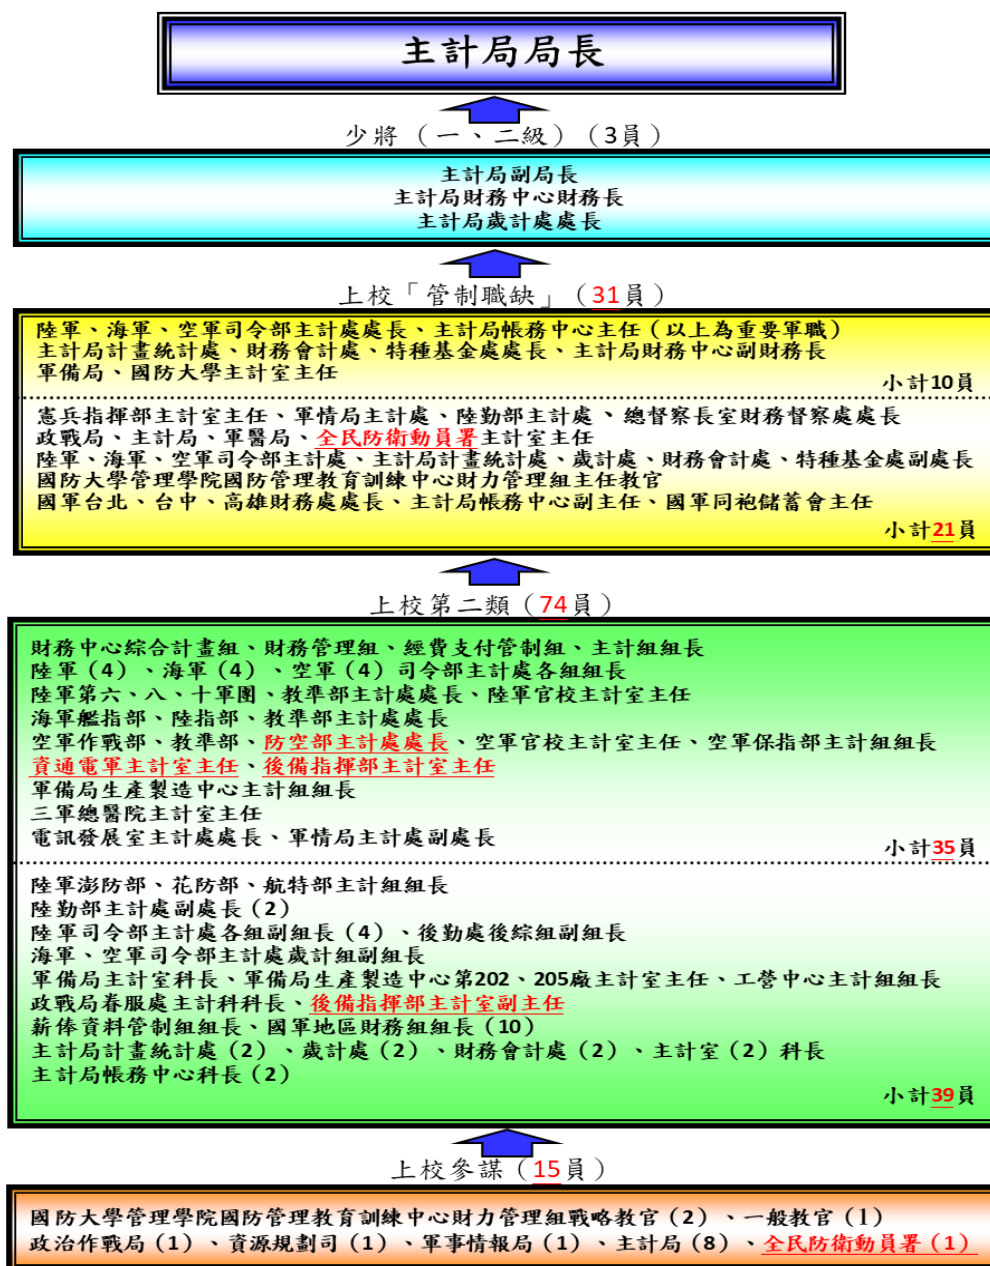 主計局局長
少將（一、二級）（3員）
主計局副局長
主計局財務中心財務長
主計局歲計處處長
上校「管制職缺」（31員）
陸軍、海軍、空軍司令部主計處處長、主計局帳務中心主任（以上為重要軍職）
主計局計畫統計處、財務會計處、特種基金處處長、主計局財務中心副財務長
軍備局、國防大學主計室主任
小計10員
憲兵指揮部主計室主任、軍情局主計處、陸勤部主計處、總督察長室財務督察處處長
政戰局、主計局、軍醫局、全民防衛動員署主計室主任
陸軍、海軍、空軍司令部主計處、主計局計畫統計處、歲計處、財務會計處、特種基金處副處長
國防大學管理學院國防管理教育訓練中心財力管理組主任教官
國軍台北、台中、高雄財務處處長、主計局帳務中心副主任、國軍同袍儲蓄會主任
小計21員
上校第二類（74員）
財務中心綜合計畫組、財務管理組、經費支付管制組、主計組組長
陸軍（4）、海軍（4）、空軍（4）司令部主計處各組組長
陸軍第六、八、十軍團、教準部主計處處長、陸軍官校主計室主任
海軍艦指部、陸指部、教準部主計處處長
空軍作戰部、教準部、防空部主計處處長、空軍官校主計室主任、空軍保指部主計組組長
資通電軍主計室主任、後備指揮部主計室主任
軍備局生產製造中心主計組組長
三軍總醫院主計室主任
電訊發展室主計處處長、軍情局主計處副處長
小計35員
陸軍澎防部、花防部、航特部主計組組長
陸勤部主計處副處長（2）
陸軍司令部主計處各組副組長（4）、後勤處後綜組副組長
海軍、空軍司令部主計處歲計組副組長
軍備局主計室科長、軍備局生產製造中心第202、205廠主計室主任、工營中心主計組組長
政戰局眷服處主計科科長、後備指揮部主計室副主任
薪俸資料管制組組長、國軍地區財務組組長（10）
主計局計畫統計處（2）、歲計處（2）、財務會計處（2）、主計室（2）科長
主計局帳務中心科長（2）
小計39員
上校參謀（15員）
國防大學管理學院國防管理教育訓練中心財力管理組戰略教官（2）、一般教官（1）
政治作戰局（1）、資源規劃司（1）、軍事情報局（1）、主計局（8）、全民防衛動員署（1）